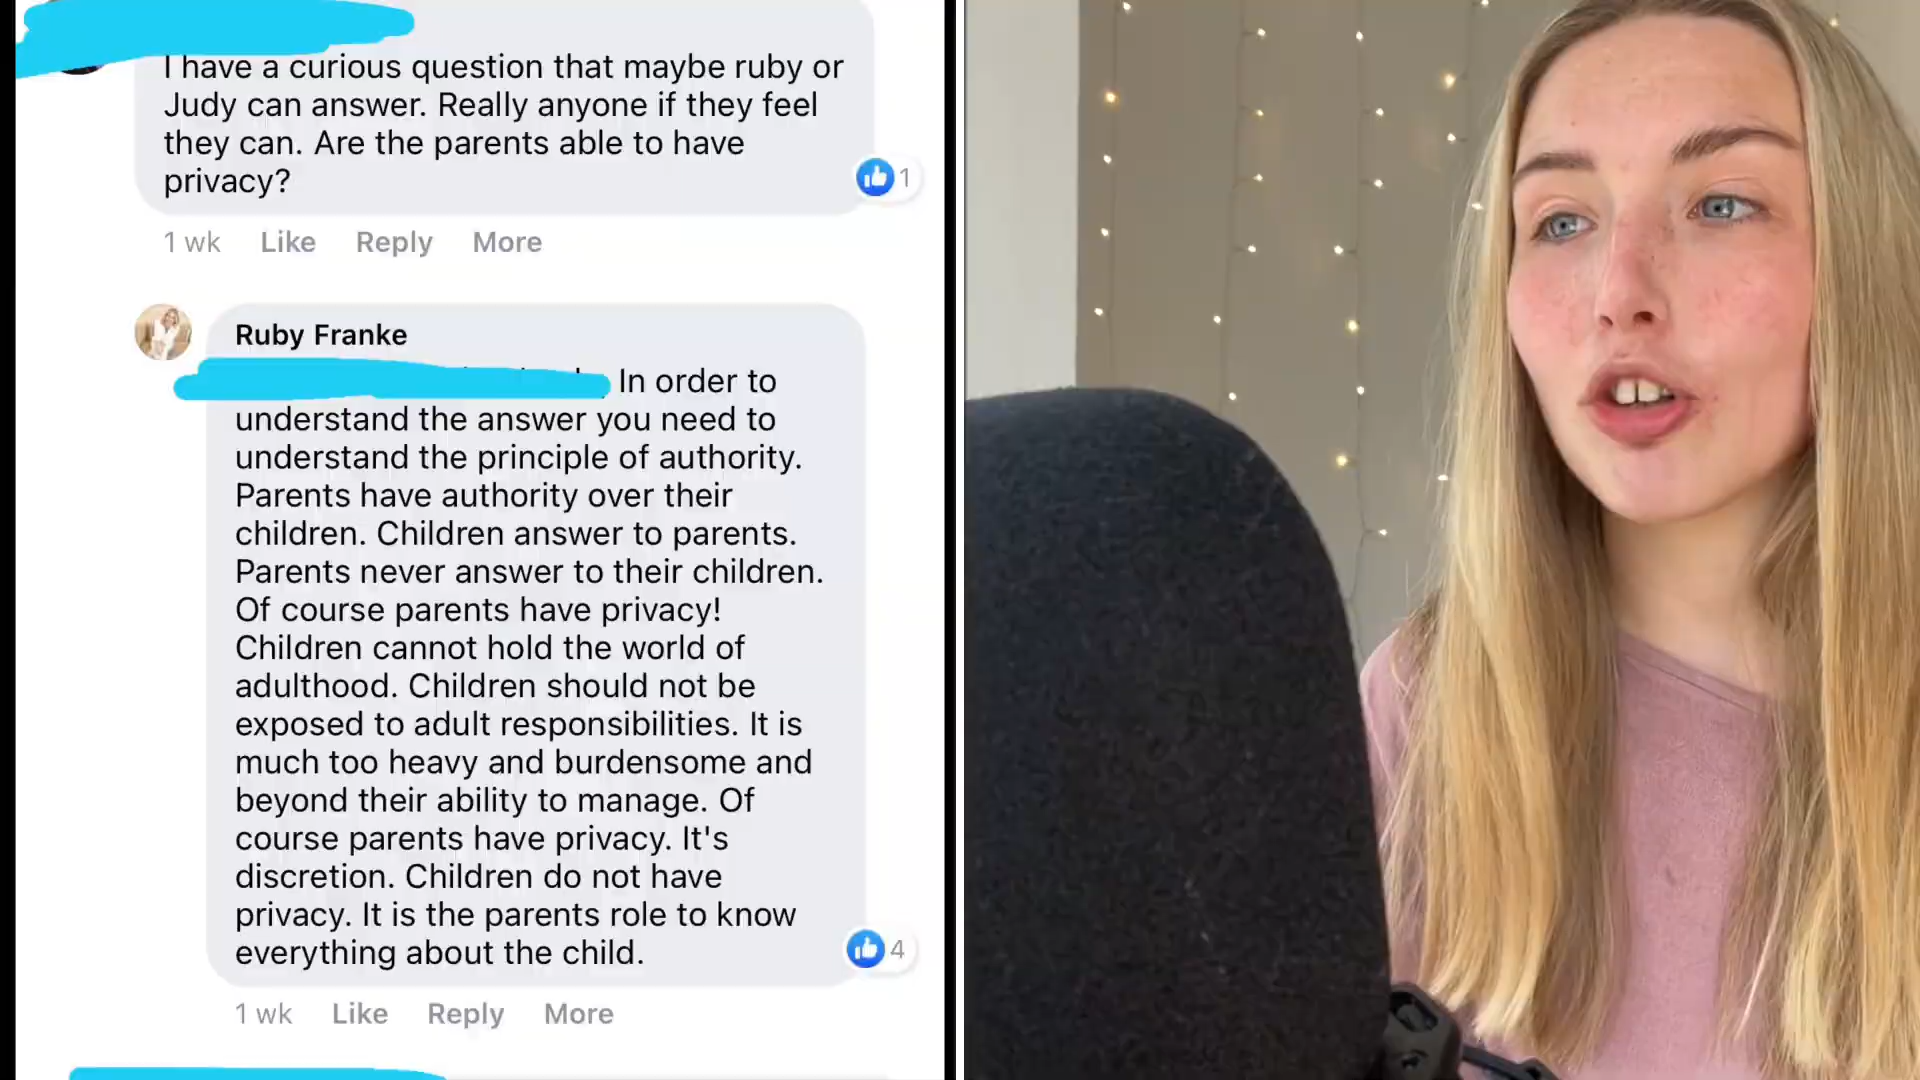 I have a curious question that maybe ruby or
Judy can answer. Really anyone if they feel
they can. Are the parents able to have
privacy?
1
1 wk Like Reply More
Ruby Franke
In order to
understand the answer you need to
understand the principle of authority.
Parents have authority over their
children. Children answer to parents.
Parents never answer to their children.
Of course parents have privacy!
Children cannot hold the world of
adulthood. Children should not be
exposed to adult responsibilities. It is
much too heavy and burdensome and
beyond their ability to manage. Of
course parents have privacy. It's
discretion. Children do not have
privacy. It is the parents role to know
everything about the child.
4
1 wk Like Reply More